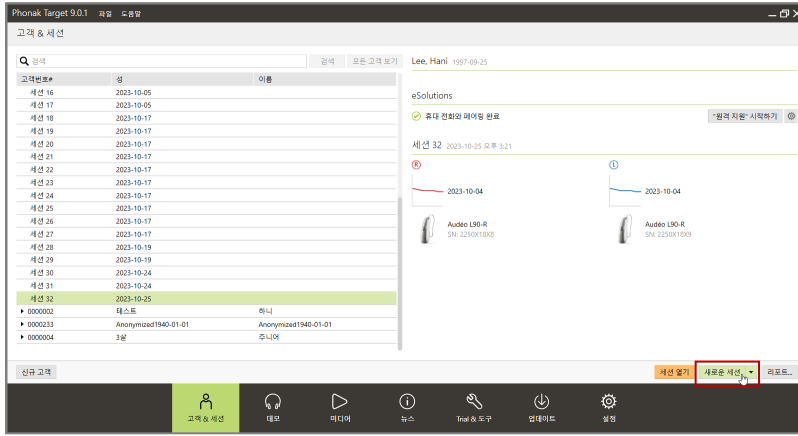 Phonak Target 9.0.1 파일 도움말
고객 & 세션
검색 검색 모든 고객 보기
고객번호# 성 이름
세션 16 2023-10-05
세션 17 2023-10-05
세션 18 2023-10-17
세션 19 2023-10-17
세션 20 2023-10-17
세션 21 2023-10-17
세션 22 2023-10-17
세션 23 2023-10-17
세션 24 2023-10-17
세션 25 2023-10-17
세션 26 2023-10-17
세션 27 2023-10-17
세션 28 2023-10-19
세션 29 2023-10-19
세션 30 2023-10-24
세션 31 2023-10-24
세션 32 2023-10-25
0000002 테스트 하니
0000233 Anonymized1940-01-01 Anonymized1940-01-01
0000004 3살 주니어
Lee, Hani 1997-09-25
eSolutions
휴대 전화와 페어링 완료 "원격 지원" 시작하기
세션 32 2023-10-25 오후 3:21
R L
2023-10-04 2023-10-04
Audéo L90-R Audéo L90-R
SN: 2250X18X8 SN: 2250X18X9
신규 고객 세션 열기 새로운 세션 리포트...
고객 & 세션 데모 미디어 뉴스 Trial & 도구 업데이트 설정